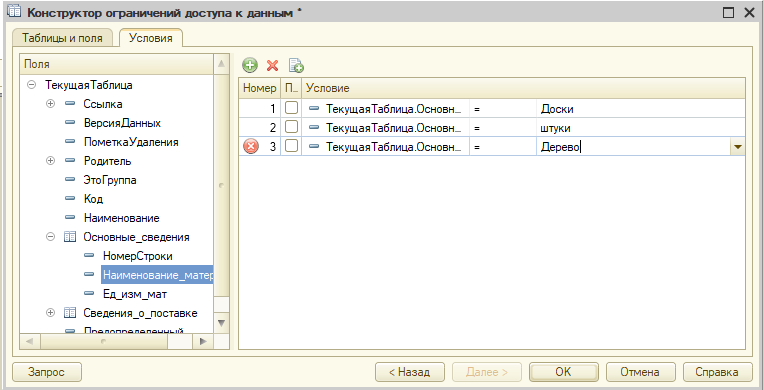 Конструктор ограничений доступа к данным *
Таблицы и поля Условия
Поля
ТекущаяТаблица
Ссылка
ВерсияДанных
ПометкаУдаления
Родитель
ЭтоГруппа
Код
Наименование
Основные_сведения
НомерСтроки
Наименование_матер
Ед_изм_мат
Сведения_о_поставке
Предопределенный
Номер П... Условие
1 ТекущаяТаблица.Основн... = Доски
2 ТекущаяТаблица.Основн... = штуки
3 ТекущаяТаблица.Основн... = Дерево
Запрос < Назад Далее > OK Отмена Справка